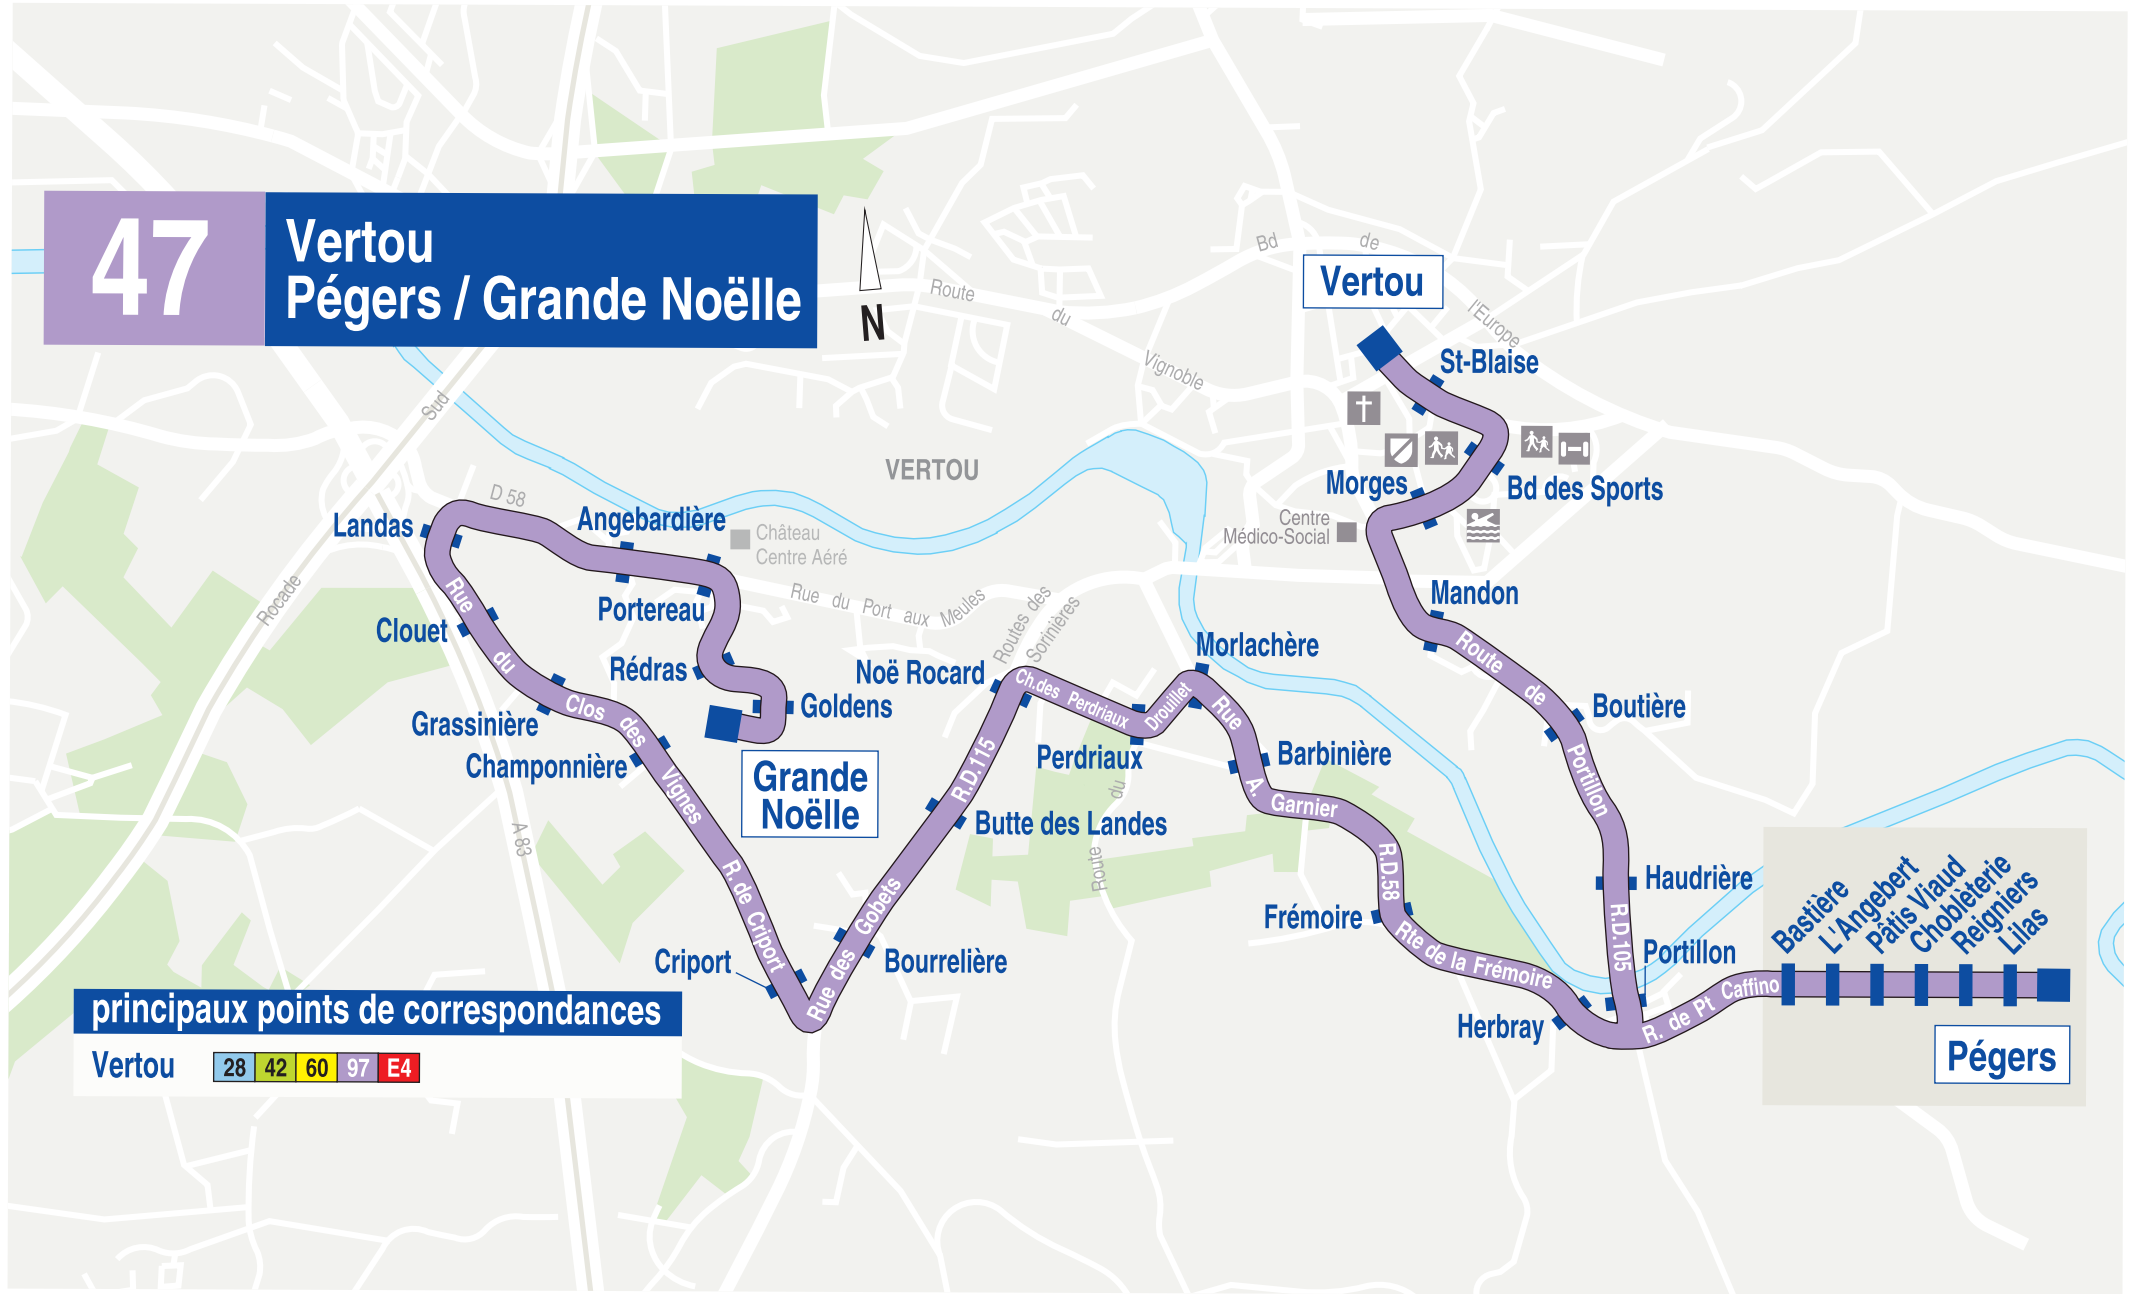 47
Vertou
Pégers / Grande Noëlle
N
Bd
de
l'Europe
Route
du
Vignoble
Vertou
St-Blaise
Sud
VERTOU
Morges
Bd des Sports
D 58
Landas
Angebardière
Château
Centre Aéré
Centre
Médico-Social
Rocade
Rue
Clouet
Portereau
Rue du Port aux Meules
Routes des
Sorinières
Mandon
Morlachère
Route de
du
Rédras
Noë Rocard
Ch.des Perdriaux
Drouillet
Rue
Boutière
Grassinière
Clos des
Goldens
Champonnière
Perdriaux
Barbinière
Vignes
Grande
Noëlle
R.D.115
du
A. Garnier
Portillon
A 83
Butte des Landes
Route
R.D.58
R. de Criport
Rue des Gobets
Haudrière
Frémoire
R.D.105
Bastière
L'Angebert
Pâtis Viaud
Choblèterie
Reigniers
Lilas
Criport
Bourrelière
Rte de la Frémoire
Portillon
R. de Pt Caffino
Herbray
Pégers
principaux points de correspondances
Vertou 28 42 60 97 E4